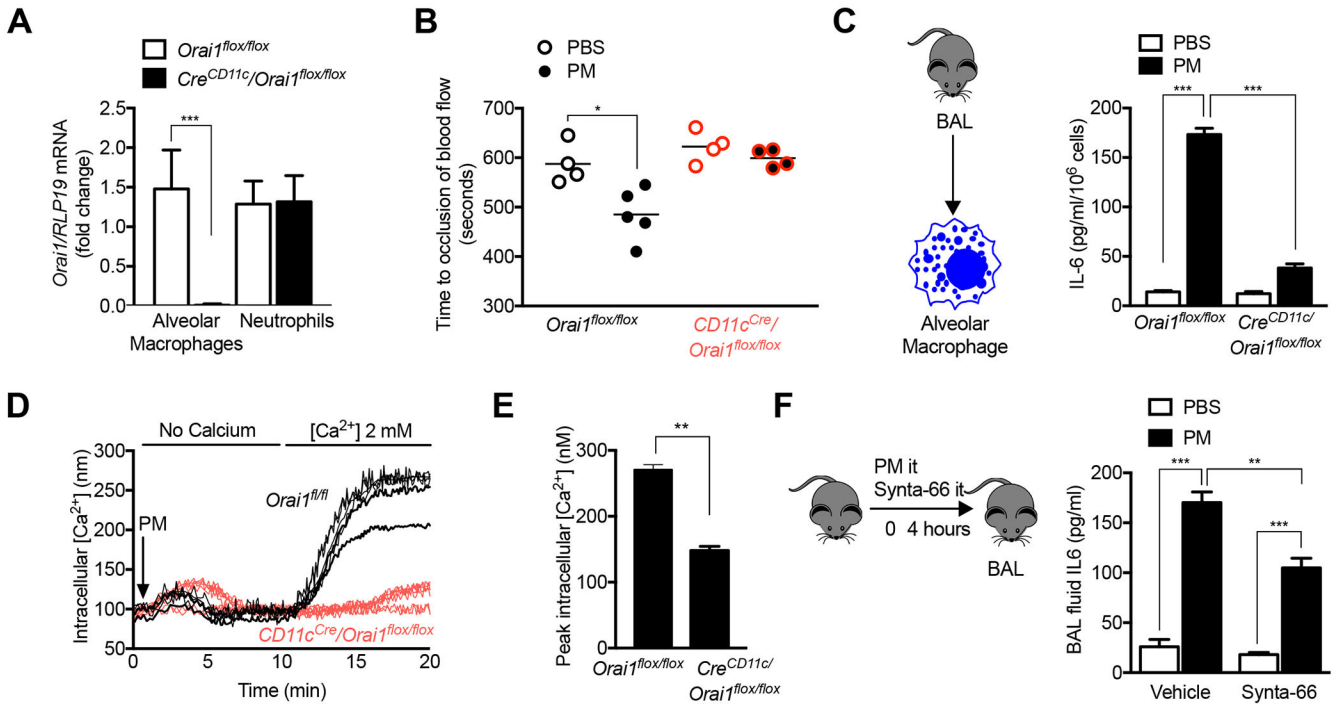 A
Orai1flox/flox
CreCD11c/Orai1flox/flox
Orai1/RLP19 mRNA
(fold change)
2.5
2.0
1.5
1.0
0.5
0.0
***
Alveolar
Macrophages
Neutrophils
B
PBS
PM
Time to occlusion of blood flow
(seconds)
700
600
500
400
300
*
Orai1flox/flox
CD11cCre/
Orai1flox/flox
C
BAL
Alveolar
Macrophage
PBS
PM
IL-6 (pg/ml/10⁶ cells)
200
150
100
50
0
***
***
Orai1flox/flox
CreCD11c/
Orai1flox/flox
D
No Calcium
[Ca²⁺] 2 mM
Intracellular [Ca²⁺] (nm)
300
250
200
150
100
50
PM
Orai1fl/fl
CD11cCre/Orai1flox/flox
0
5
10
15
20
Time (min)
E
Peak intracellular [Ca²⁺] (nM)
300
200
100
0
**
Orai1flox/flox
CreCD11c/
Orai1flox/flox
F
PM it
Synta-66 it
0 4 hours
BAL
PBS
PM
BAL fluid IL6 (pg/ml)
200
150
100
50
0
***
**
***
Vehicle
Synta-66